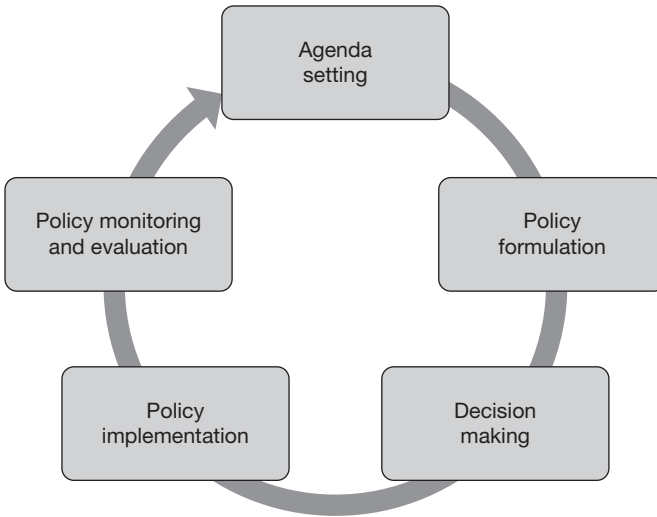 Agenda
setting
Policy
formulation
Decision
making
Policy
implementation
Policy monitoring
and evaluation